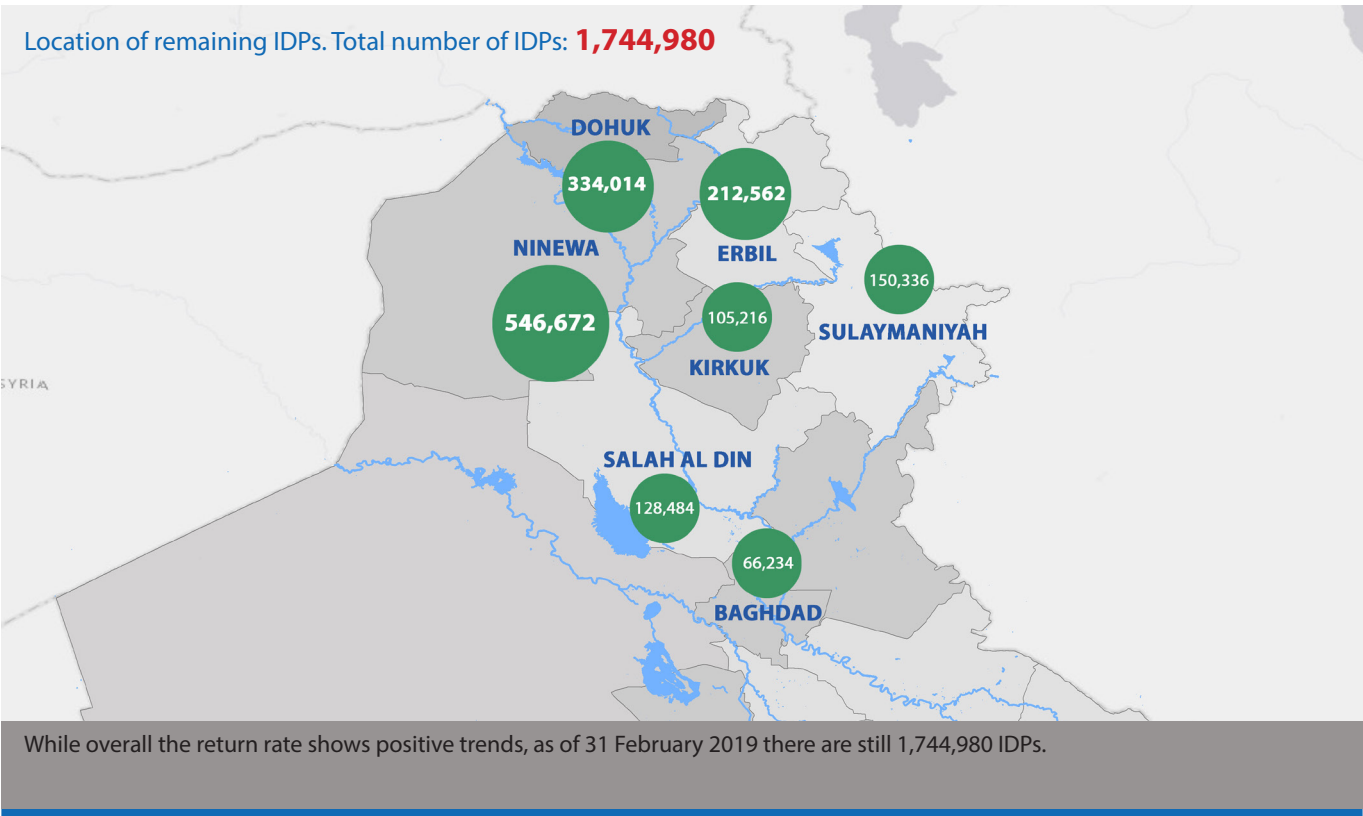 Location of remaining IDPs. Total number of IDPs: 1,744,980
DOHUK
334,014
212,562
NINEWA
ERBIL
150,336
546,672
105,216
SULAYMANIYAH
KIRKUK
SYRIA
SALAH AL DIN
128,484
66,234
BAGHDAD
While overall the return rate shows positive trends, as of 31 February 2019 there are still 1,744,980 IDPs.